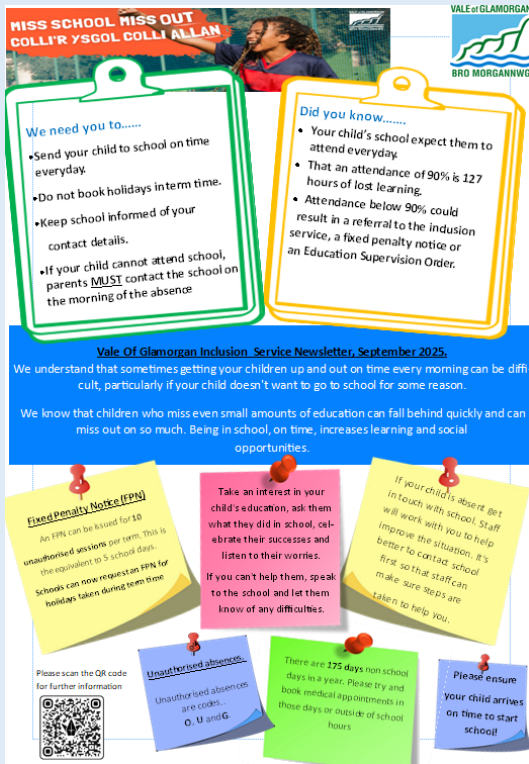 MISS SCHOOL MISS OUT
COLLI'R YSGOL COLLI ALLAN
VALE of GLAMORGAN
BRO MORGANNWG
We need you to......
•Send your child to school on time
everyday.
•Do not book holidays in term time.
•Keep school informed of your
contact details.
•If your child cannot attend school,
parents MUST contact the school on
the morning of the absence
Did you know.......
• Your child's school expect them to
attend everyday.
• That an attendance of 90% is 127
hours of lost learning.
• Attendance below 90% could
result in a referral to the inclusion
service, a fixed penalty notice or
an Education Supervision Order.
Vale Of Glamorgan Inclusion Service Newsletter, September 2025.
We understand that sometimes getting your children up and out on time every morning can be diffi
cult, particularly if your child doesn't want to go to school for some reason.
We know that children who miss even small amounts of education can fall behind quickly and can
miss out on so much. Being in school, on time, increases learning and social
opportunities.
Fixed Penalty Notice (FPN)
An FPN can be issued for 10
unauthorised sessions per term. This is
the equivalent to 5 school days.
Schools can now request an FPN for
holidays taken during term time
Take an interest in your
child's education, ask them
what they did in school, cel-
ebrate their successes and
listen to their worries.
If you can't help them, speak
to the school and let them
know of any difficulties.
If your child is absent get
in touch with school. Staff
will work with you to help
improve the situation. It's
better to contact school
first so that staff can
make sure steps are
taken to help you.
Please scan the QR code
for further information
Unauthorised absences.
Unauthorised absences
are codes...
O, U and G.
There are 175 days non school
days in a year. Please try and
book medical appointments in
those days or outside of school
hours
Please ensure
your child arrives
on time to start
school!